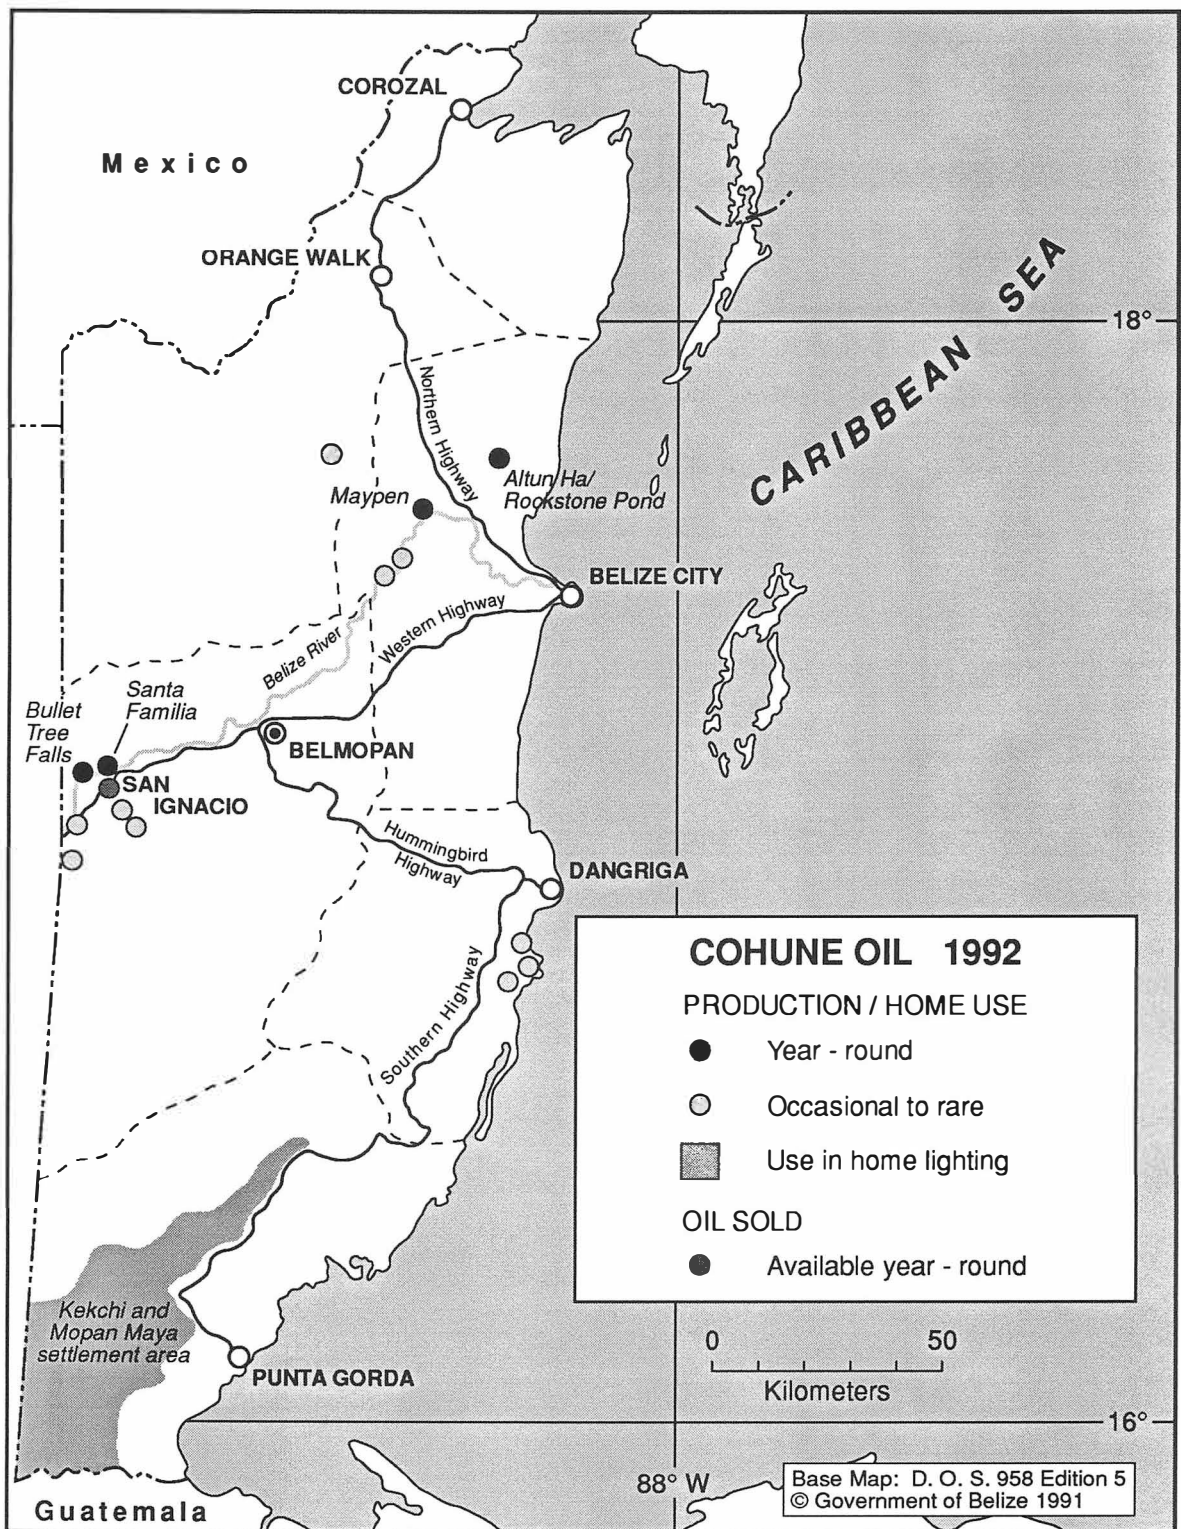 COROZAL
Mexico
ORANGE WALK
CARIBBEAN SEA
18°
Northern Highway
Maypen
Altun Ha/
Rockstone Pond
BELIZE CITY
Western Highway
Belize River
Santa
Familia
Bullet
Tree
Falls
BELMOPAN
SAN
IGNACIO
Hummingbird
Highway
DANGRIGA
Southern Highway
COHUNE OIL 1992
PRODUCTION / HOME USE
Year - round
Occasional to rare
Use in home lighting
OIL SOLD
Available year - round
Kekchi and
Mopan Maya
settlement area
PUNTA GORDA
0 50
Kilometers
16°
88° W
Base Map: D. O. S. 958 Edition 5
© Government of Belize 1991
Guatemala